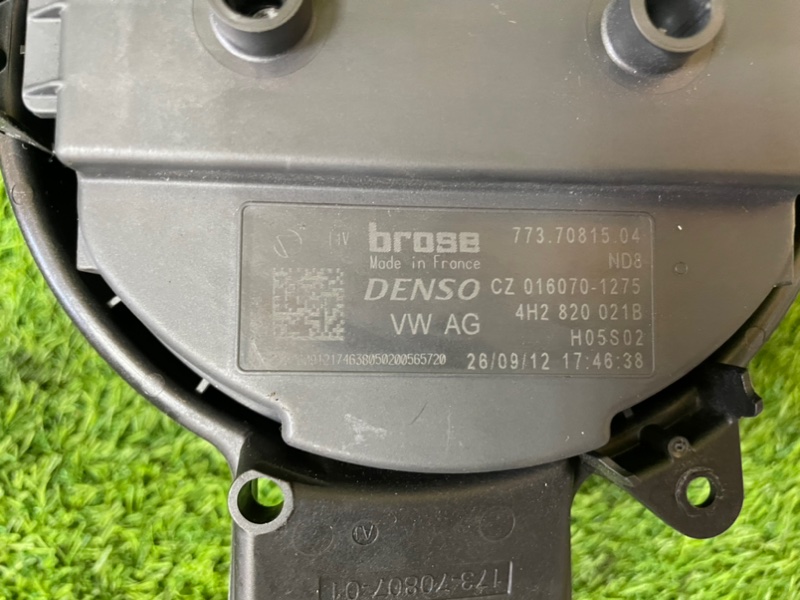 brose 773.70815.04
Made in France ND8
DENSO CZ 016070-1275
VW AG 4H2 820 021B
H05S02
26/09/12 17:46:38
173-70807-01